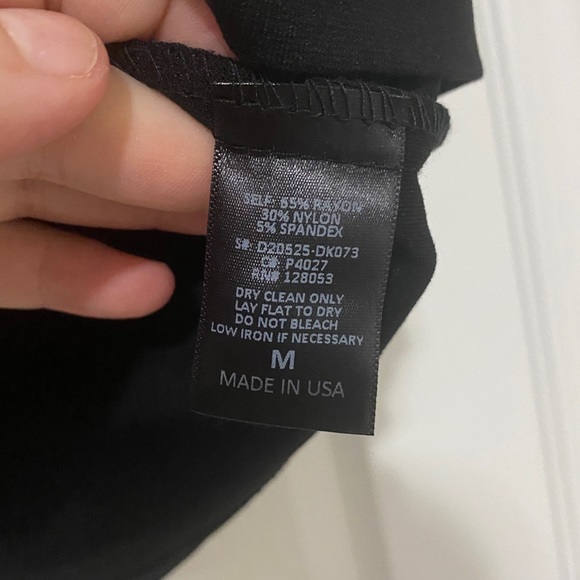 SELF: 65% RAYON
30% NYLON
5% SPANDEX
S#: D20525-DK073
C# P4027
RN# 128053
DRY CLEAN ONLY
LAY FLAT TO DRY
DO NOT BLEACH
LOW IRON IF NECESSARY
M
MADE IN USA